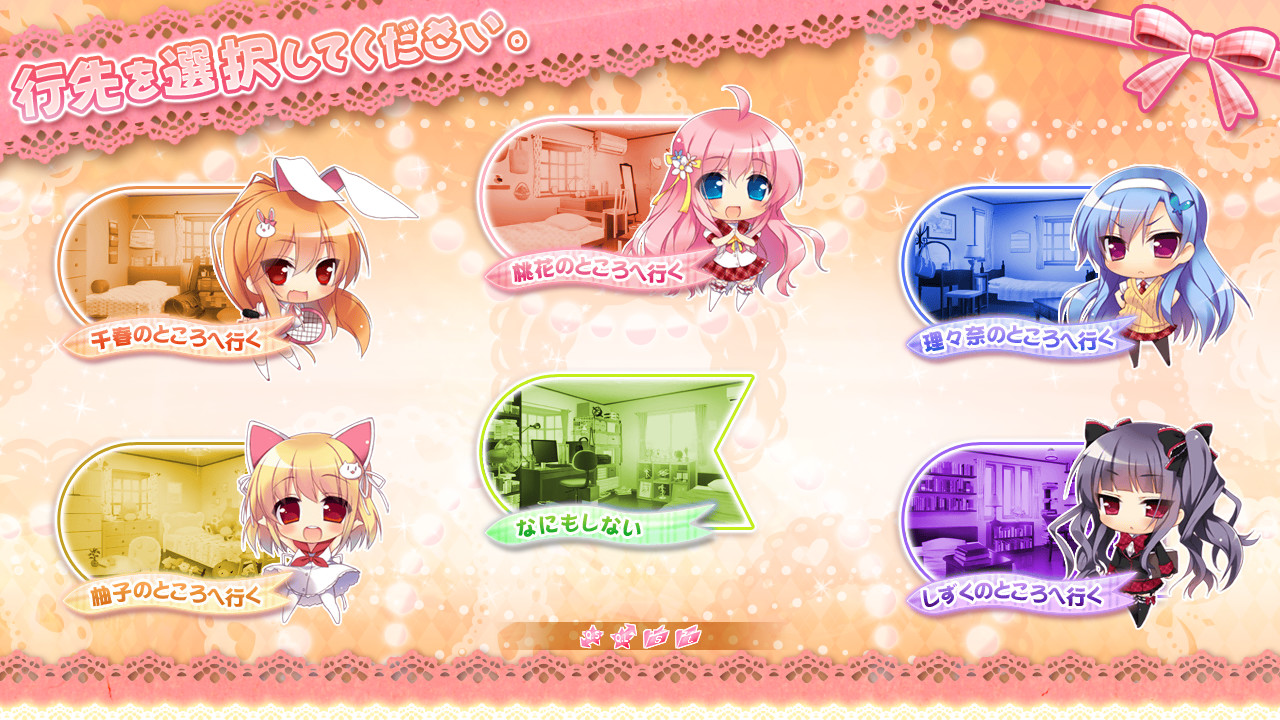 行先を選択してください。
桃花のところへ行く
千春のところへ行く
理々奈のところへ行く
なにもしない
柚子のところへ行く
しずくのところへ行く